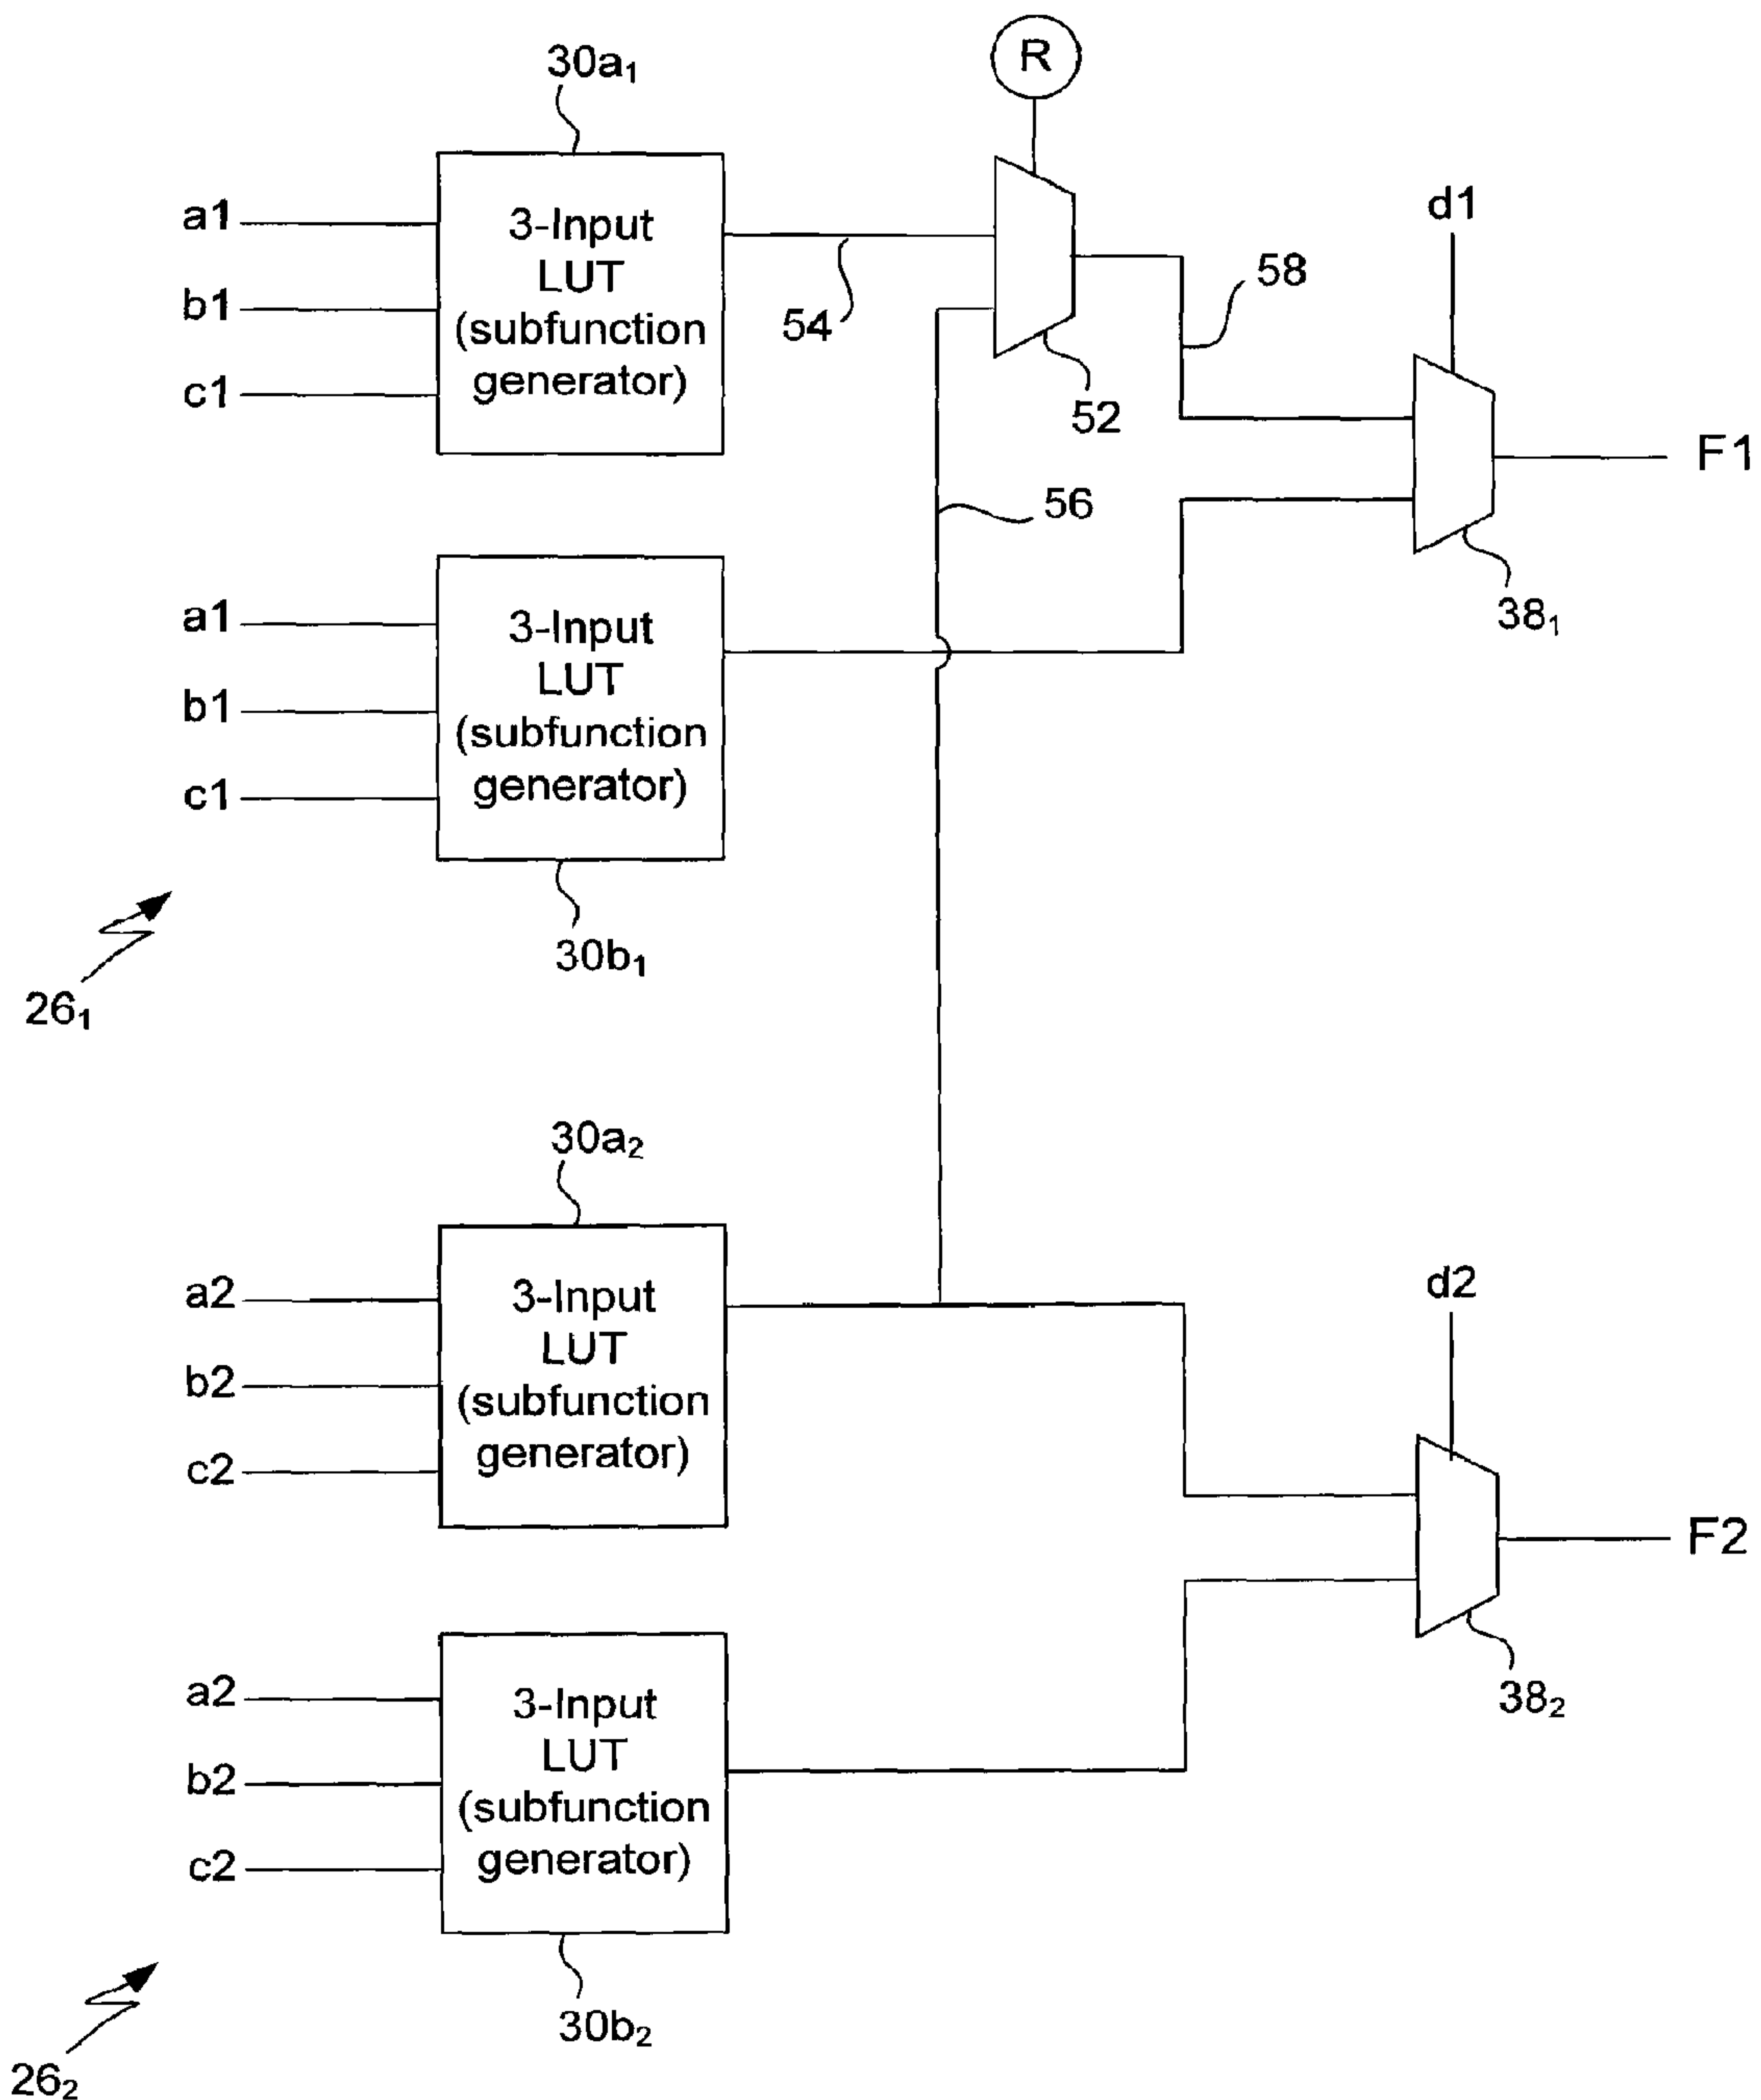 30a₁
R
a1
b1
c1
3-Input
LUT
(subfunction
generator)
54
52
58
d1
F1
38₁
56
a1
b1
c1
3-Input
LUT
(subfunction
generator)
30b₁
26₁
30a₂
a2
b2
c2
3-Input
LUT
(subfunction
generator)
d2
F2
38₂
a2
b2
c2
3-Input
LUT
(subfunction
generator)
30b₂
26₂